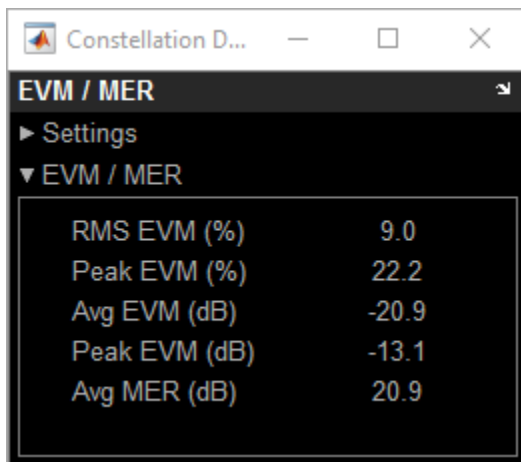 Constellation D...
EVM / MER
Settings
EVM / MER
RMS EVM (%) 9.0
Peak EVM (%) 22.2
Avg EVM (dB) -20.9
Peak EVM (dB) -13.1
Avg MER (dB) 20.9